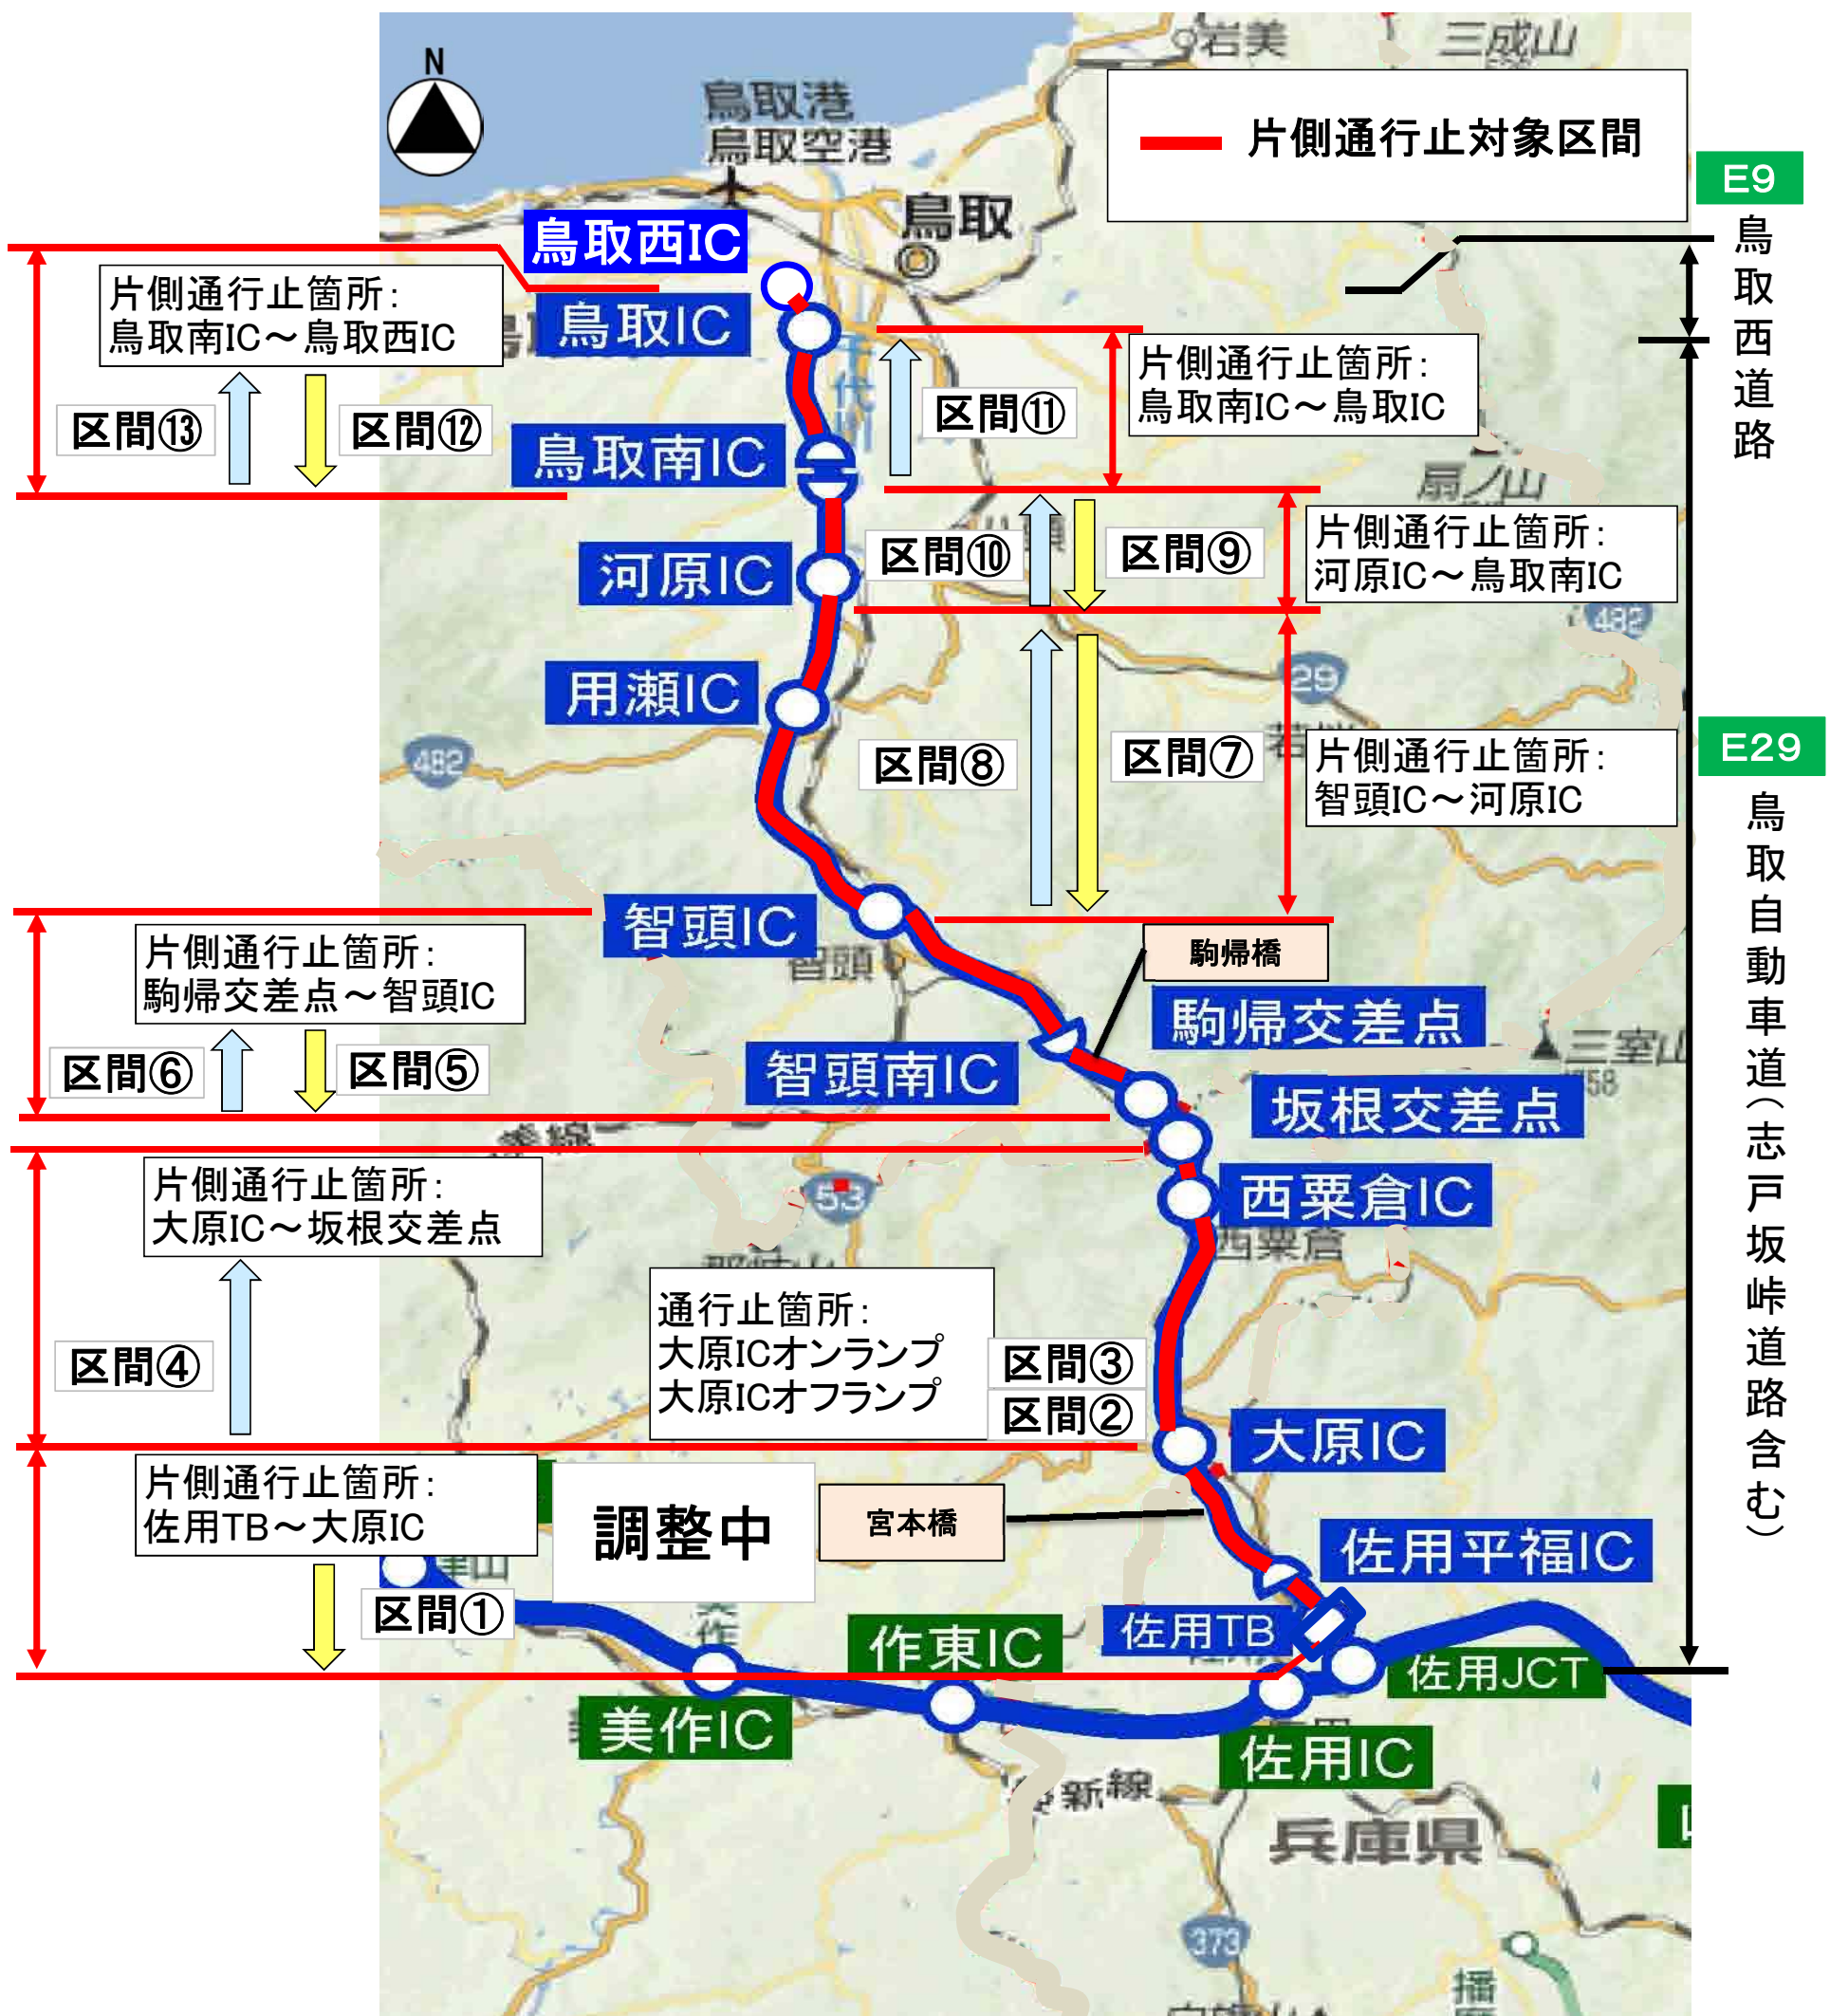 N
岩美
三成山
鳥取港
鳥取空港
片側通行止対象区間
E9
鳥取西道路
鳥取
鳥取西IC
片側通行止箇所:
鳥取南IC～鳥取西IC
鳥取IC
千代川
片側通行止箇所:
鳥取南IC～鳥取IC
区間⑬
区間⑫
区間⑪
鳥取南IC
扇ノ山
区間⑩
区間⑨
片側通行止箇所:
河原IC～鳥取南IC
河原IC
482
29
用瀬IC
482
区間⑧
区間⑦
片側通行止箇所:
智頭IC～河原IC
E29
鳥取自動車道(志戸坂峠道路含む)
智頭IC
智頭
駒帰橋
片側通行止箇所:
駒帰交差点～智頭IC
駒帰交差点
三室山
区間⑥
区間⑤
智頭南IC
坂根交差点
片側通行止箇所:
大原IC～坂根交差点
53
西粟倉IC
西粟倉
通行止箇所:
大原ICオンランプ
大原ICオフランプ
区間④
区間③
区間②
大原IC
片側通行止箇所:
佐用TB～大原IC
調整中
宮本橋
佐用平福IC
区間①
佐用TB
作東IC
佐用JCT
美作IC
佐用IC
姫新線
兵庫県
373